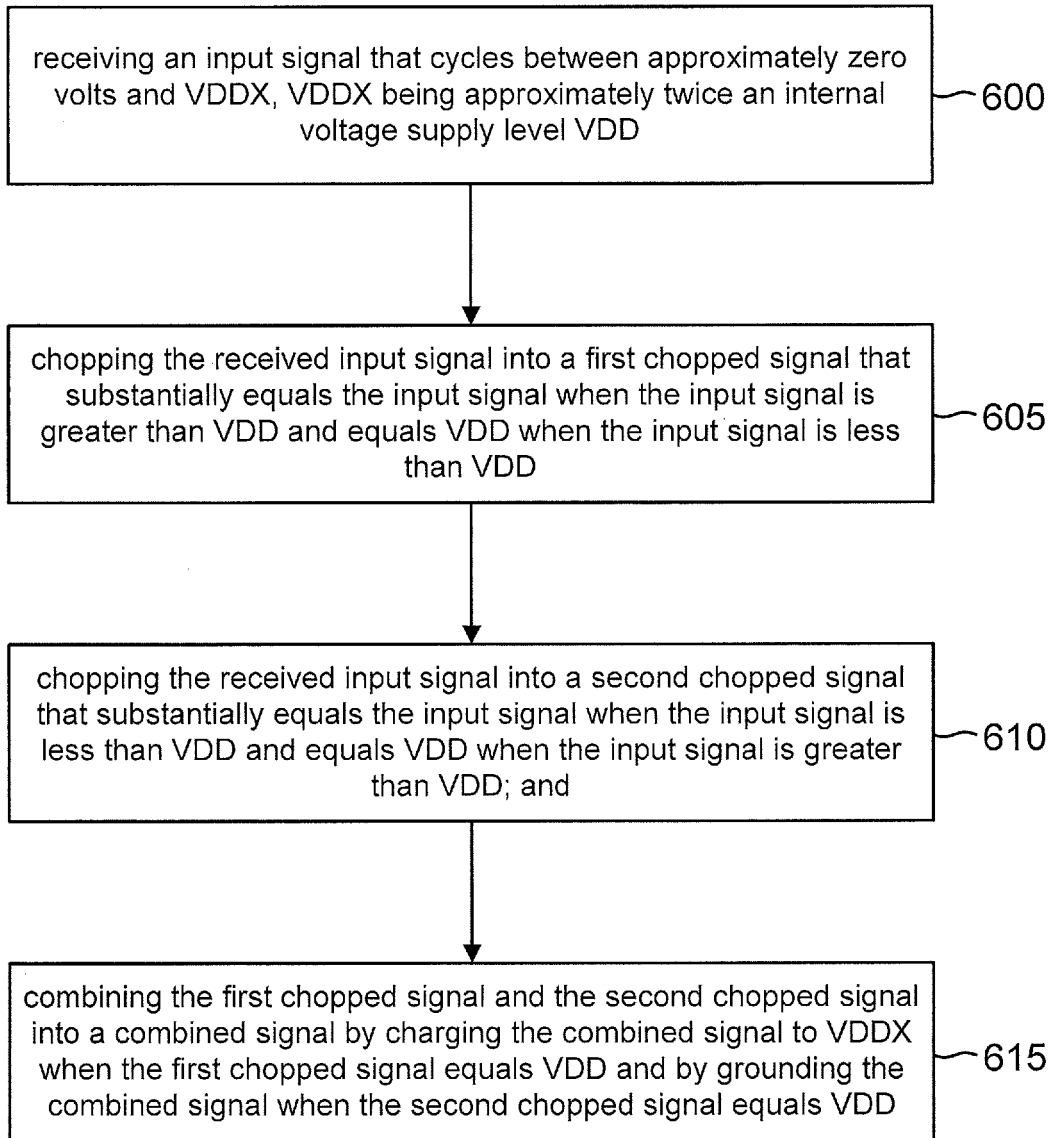 receiving an input signal that cycles between approximately zero
volts and VDDX, VDDX being approximately twice an internal
voltage supply level VDD
600
chopping the received input signal into a first chopped signal that
substantially equals the input signal when the input signal is
greater than VDD and equals VDD when the input signal is less
than VDD
605
chopping the received input signal into a second chopped signal
that substantially equals the input signal when the input signal is
less than VDD and equals VDD when the input signal is greater
than VDD; and
610
combining the first chopped signal and the second chopped signal
into a combined signal by charging the combined signal to VDDX
when the first chopped signal equals VDD and by grounding the
combined signal when the second chopped signal equals VDD
615